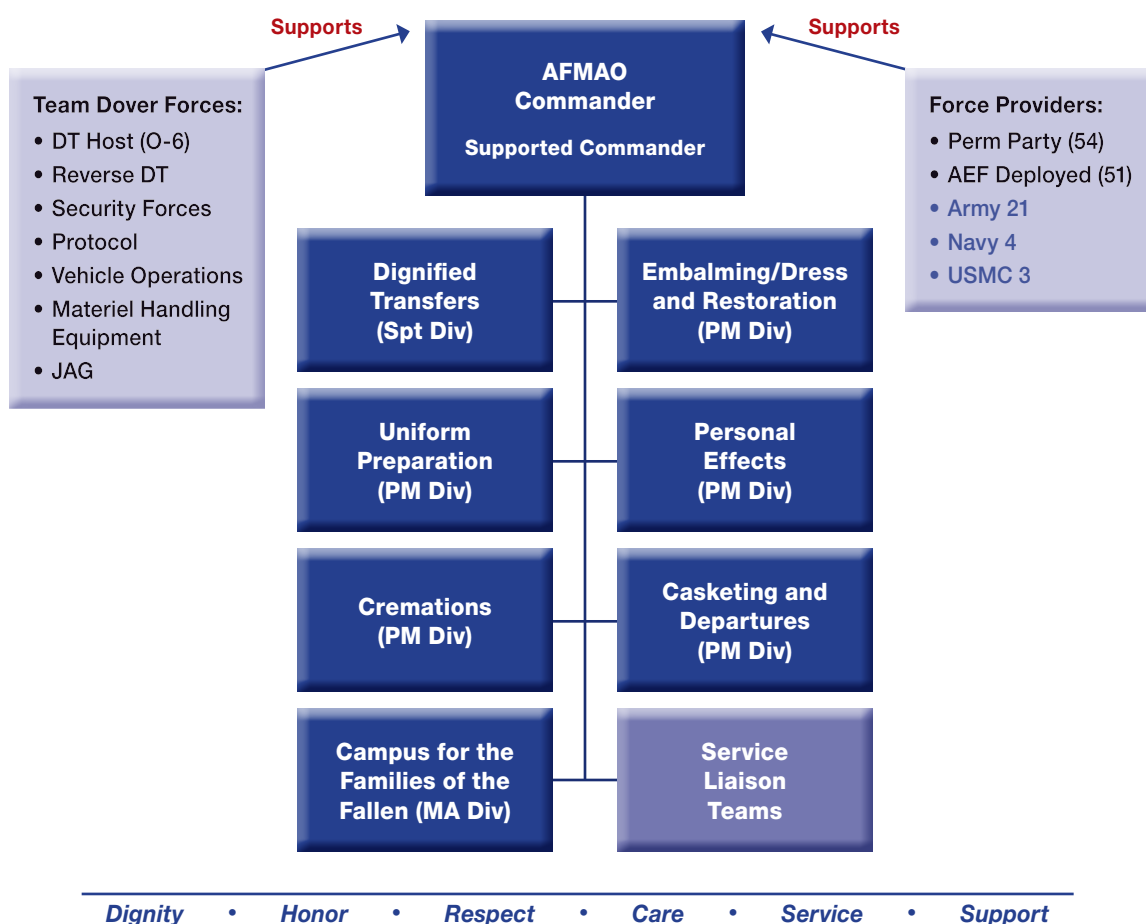 Supports
Supports
AFMAO
Commander
Supported Commander
Team Dover Forces:
• DT Host (O-6)
• Reverse DT
• Security Forces
• Protocol
• Vehicle Operations
• Materiel Handling
Equipment
• JAG
Force Providers:
• Perm Party (54)
• AEF Deployed (51)
• Army 21
• Navy 4
• USMC 3
Dignified
Transfers
(Spt Div)
Embalming/Dress
and Restoration
(PM Div)
Uniform
Preparation
(PM Div)
Personal
Effects
(PM Div)
Cremations
(PM Div)
Casketing and
Departures
(PM Div)
Campus for the
Families of the
Fallen (MA Div)
Service
Liaison
Teams
Dignity • Honor • Respect • Care • Service • Support